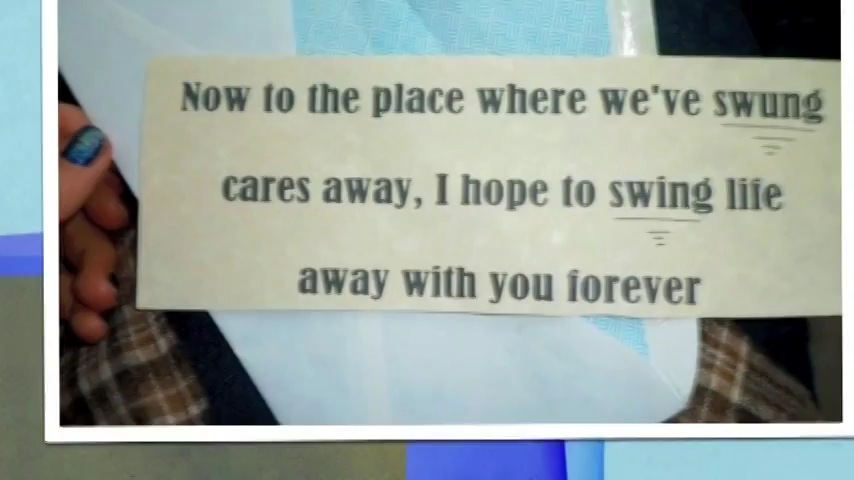 Now to the place where we've swung
cares away, I hope to swing life
away with you forever